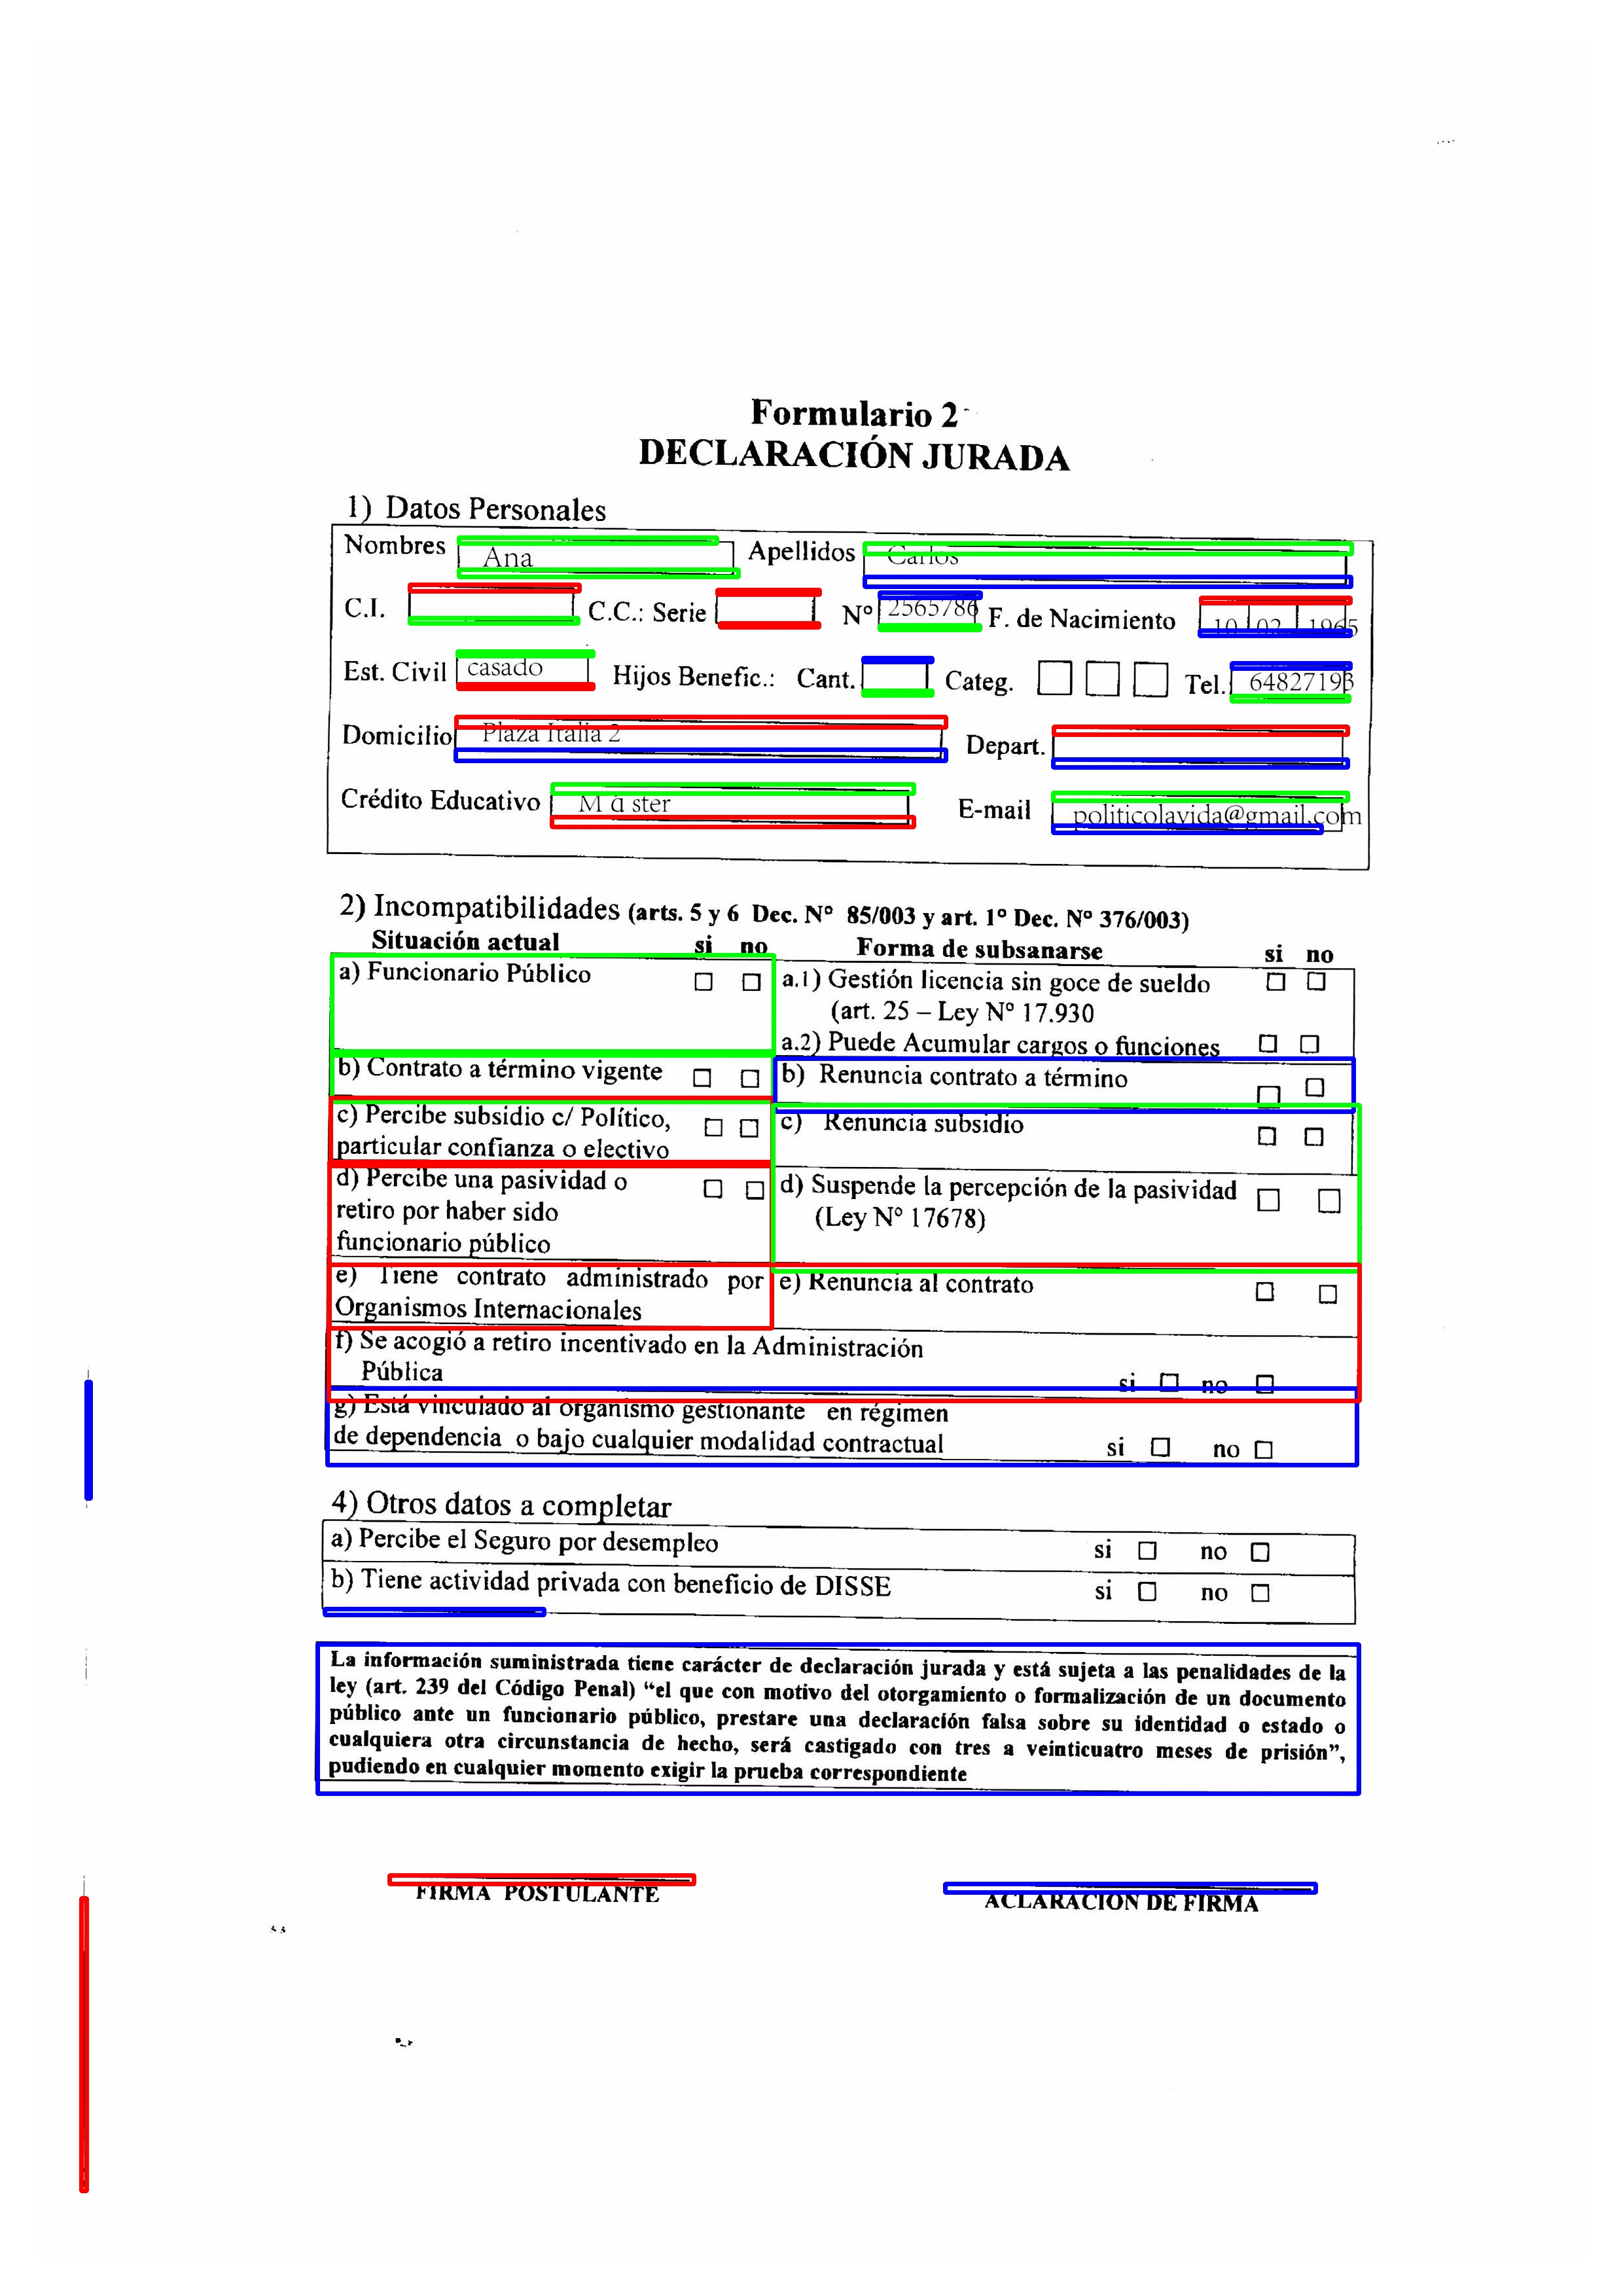 Formulario 2
DECLARACIÓN JURADA
1) Datos Personales
Nombres Ana Apellidos Carlos
C.I. C.C.: Serie Nº 2565786 F. de Nacimiento 10 02 1965
Est. Civil casado Hijos Benefic.: Cant. Categ. Tel. 64827193
Domicilio Plaza Italia 2 Depart.
Crédito Educativo M á ster E-mail politicolavida@gmail.com
2) Incompatibilidades (arts. 5 y 6 Dec. Nº 85/003 y art. 1º Dec. Nº 376/003)
Situación actual si no Forma de subsanarse si no
a) Funcionario Público a.1) Gestión licencia sin goce de sueldo
(art. 25 – Ley Nº 17.930
a.2) Puede Acumular cargos o funciones
b) Contrato a término vigente b) Renuncia contrato a término
c) Percibe subsidio c/ Político, c) Renuncia subsidio
particular confianza o electivo
d) Percibe una pasividad o d) Suspende la percepción de la pasividad
retiro por haber sido (Ley Nº 17678)
funcionario público
e) Tiene contrato administrado por e) Renuncia al contrato
Organismos Internacionales
f) Se acogió a retiro incentivado en la Administración
Pública si no
g) Está vinculado al organismo gestionante en régimen
de dependencia o bajo cualquier modalidad contractual si no
4) Otros datos a completar
a) Percibe el Seguro por desempleo si no
b) Tiene actividad privada con beneficio de DISSE si no
La información suministrada tiene carácter de declaración jurada y está sujeta a las penalidades de la
ley (art. 239 del Código Penal) “el que con motivo del otorgamiento o formalización de un documento
público ante un funcionario público, prestare una declaración falsa sobre su identidad o estado o
cualquiera otra circunstancia de hecho, será castigado con tres a veinticuatro meses de prisión”,
pudiendo en cualquier momento exigir la prueba correspondiente
FIRMA POSTULANTE ACLARACION DE FIRMA